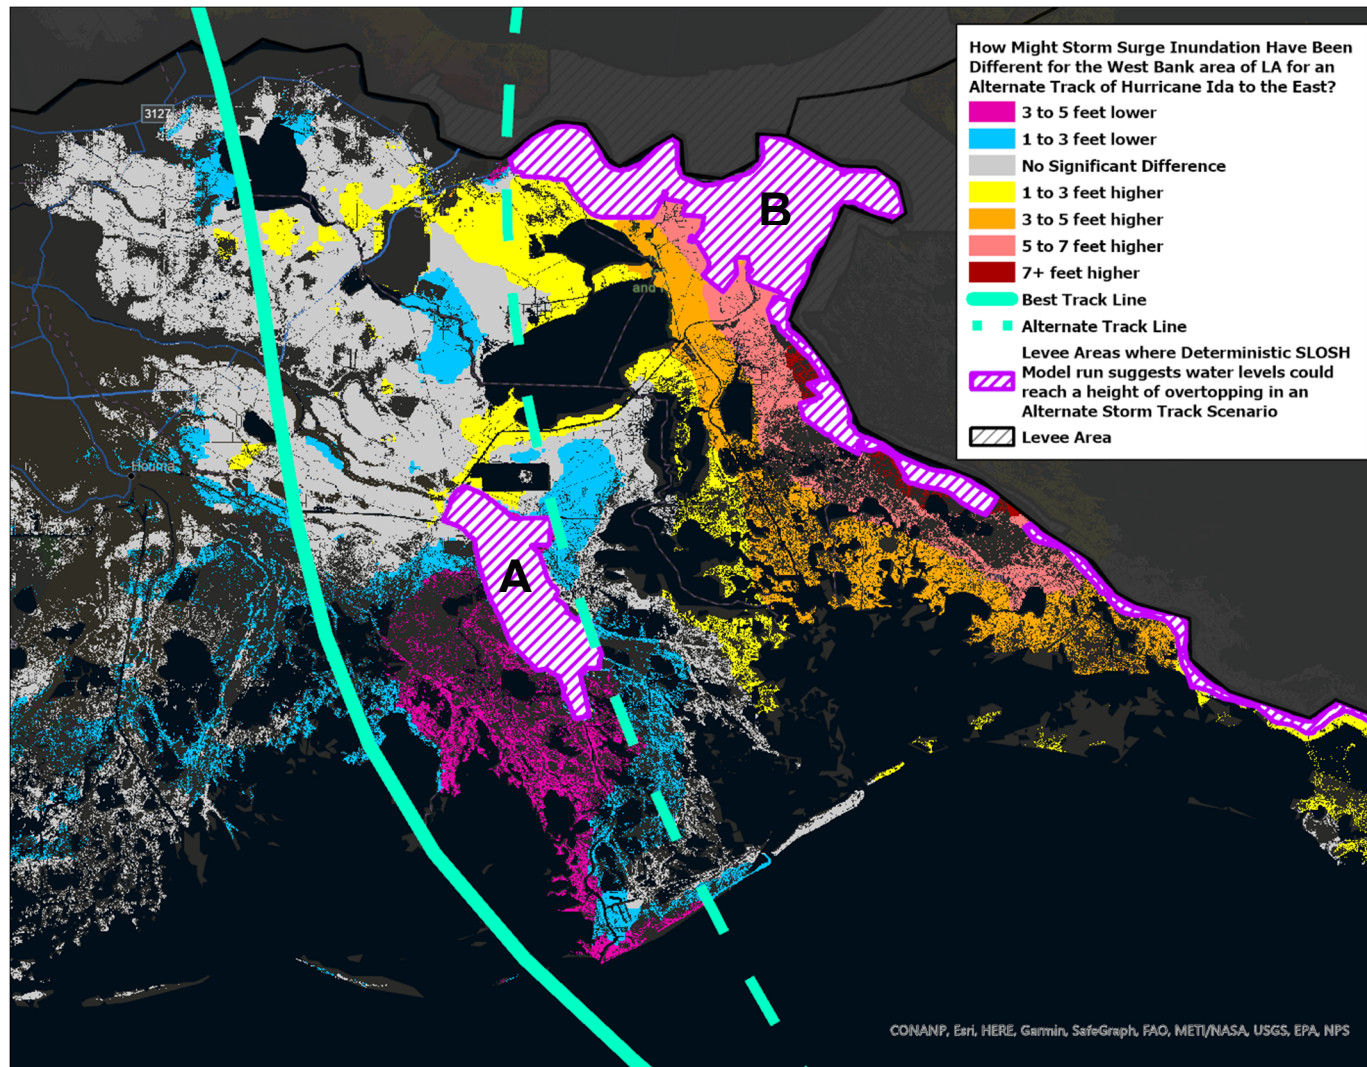 How Might Storm Surge Inundation Have Been
Different for the West Bank area of LA for an
Alternate Track of Hurricane Ida to the East?
3 to 5 feet lower
1 to 3 feet lower
No Significant Difference
1 to 3 feet higher
3 to 5 feet higher
5 to 7 feet higher
7+ feet higher
Best Track Line
Alternate Track Line
Levee Areas where Deterministic SLOSH
Model run suggests water levels could
reach a height of overtopping in an
Alternate Storm Track Scenario
Levee Area
3127
B
and
Houma
A
CONANP, Esri, HERE, Garmin, SafeGraph, FAO, METI/NASA, USGS, EPA, NPS